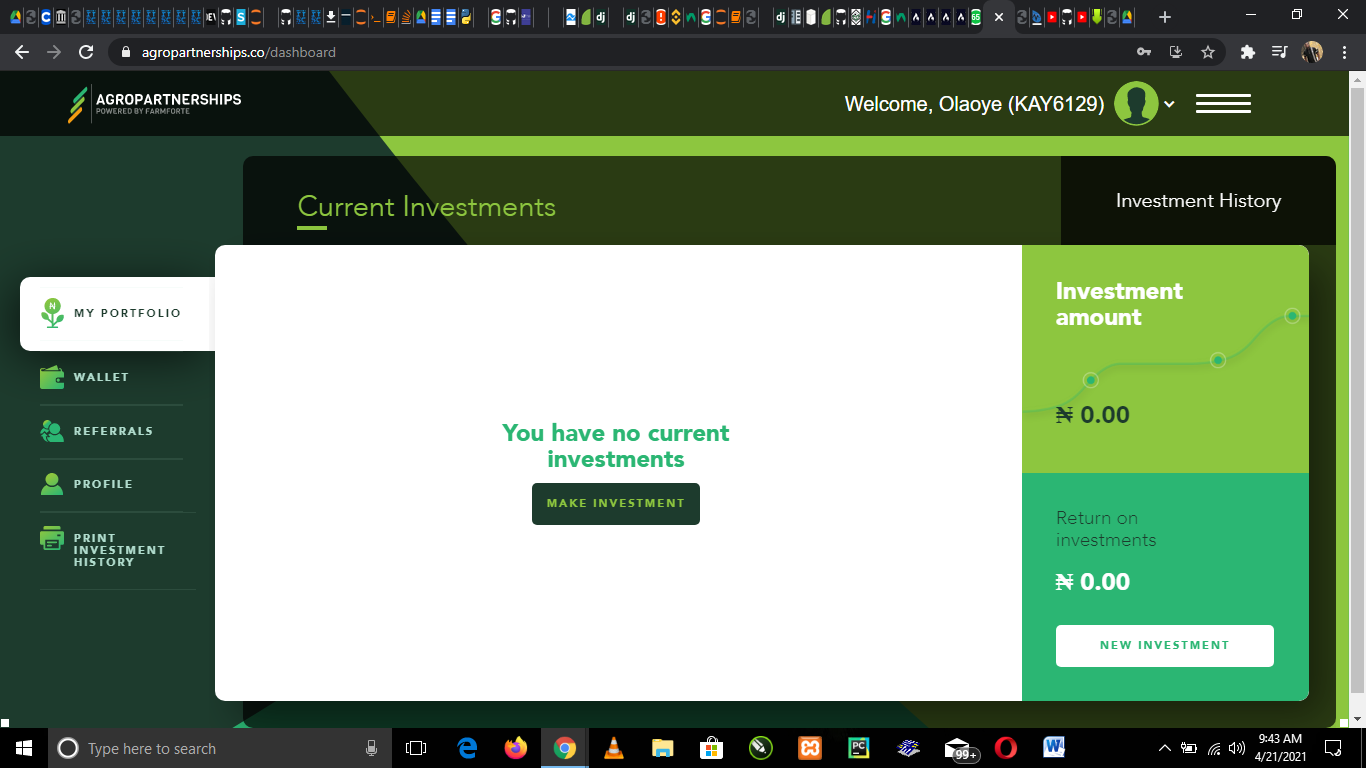 agropartnerships.co/dashboard
AGROPARTNERSHIPS
POWERED BY FARMFORTE
Welcome, Olaoye (KAY6129)
Current Investments
Investment History
MY PORTFOLIO
WALLET
REFERRALS
PROFILE
PRINT
INVESTMENT
HISTORY
You have no current
investments
MAKE INVESTMENT
Investment
amount
₦ 0.00
Return on
investments
₦ 0.00
NEW INVESTMENT
Type here to search
99+
9:43 AM
4/21/2021